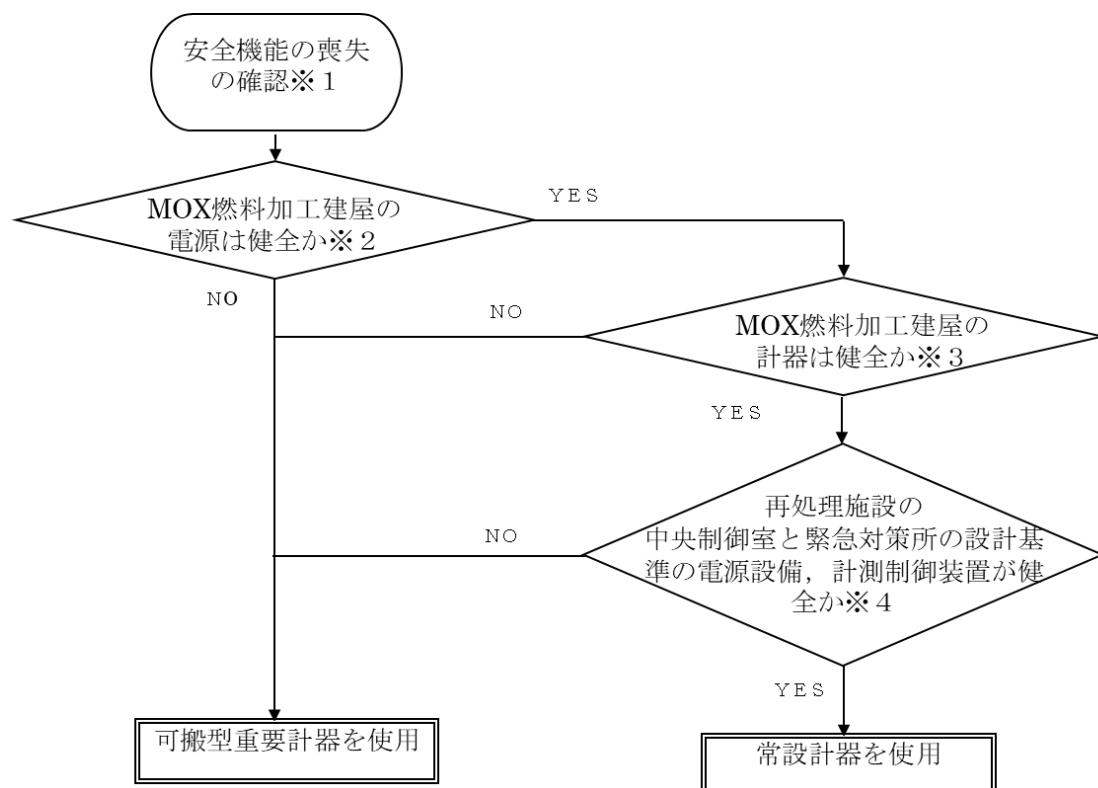 安全機能の喪失
の確認※１
MOX燃料加工建屋の
電源は健全か※２
YES
NO
MOX燃料加工建屋の
計器は健全か※３
NO
YES
再処理施設の
中央制御室と緊急対策所の設計基
準の電源設備，計測制御装置が健
全か※４
NO
YES
可搬型重要計器を使用
常設計器を使用